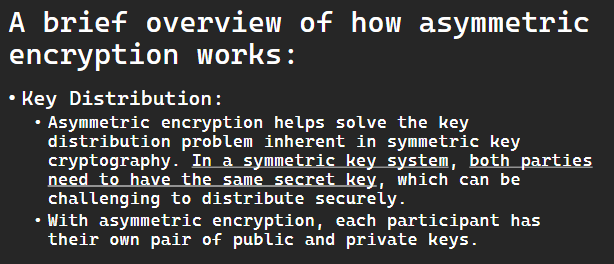 A brief overview of how asymmetric
encryption works:
• Key Distribution:
• Asymmetric encryption helps solve the key
distribution problem inherent in symmetric key
cryptography. In a symmetric key system, both parties
need to have the same secret key, which can be
challenging to distribute securely.
• With asymmetric encryption, each participant has
their own pair of public and private keys.